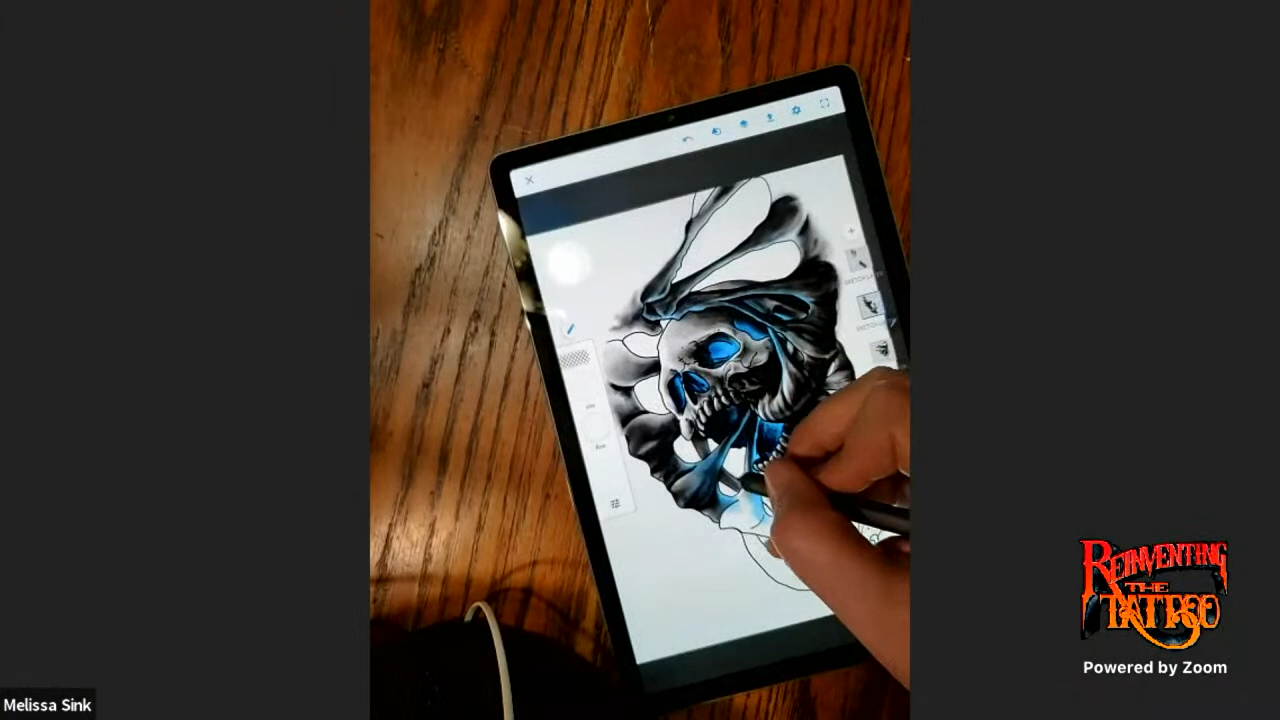 REINVENTING
THE
TATTOO
Powered by Zoom
Melissa Sink